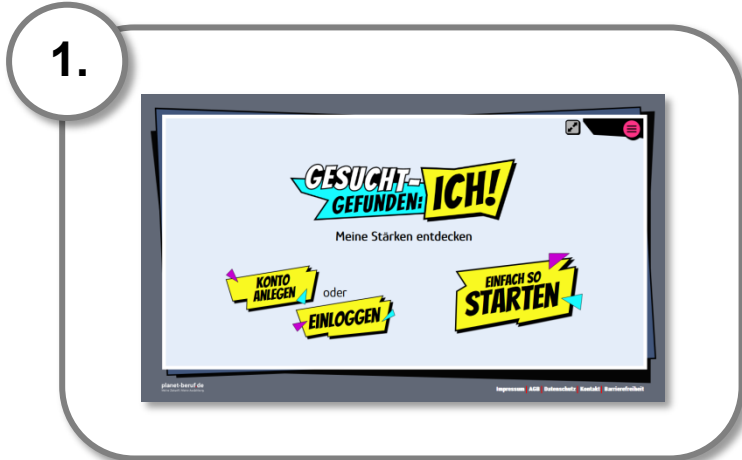 1.
GESUCHT-
GEFUNDEN:
ICH!
Meine Stärken entdecken
KONTO
ANLEGEN
oder
EINLOGGEN
EINFACH SO
STARTEN
planet-beruf.de
Impressum | AGB | Datenschutz | Kontakt | Barrierefreiheit